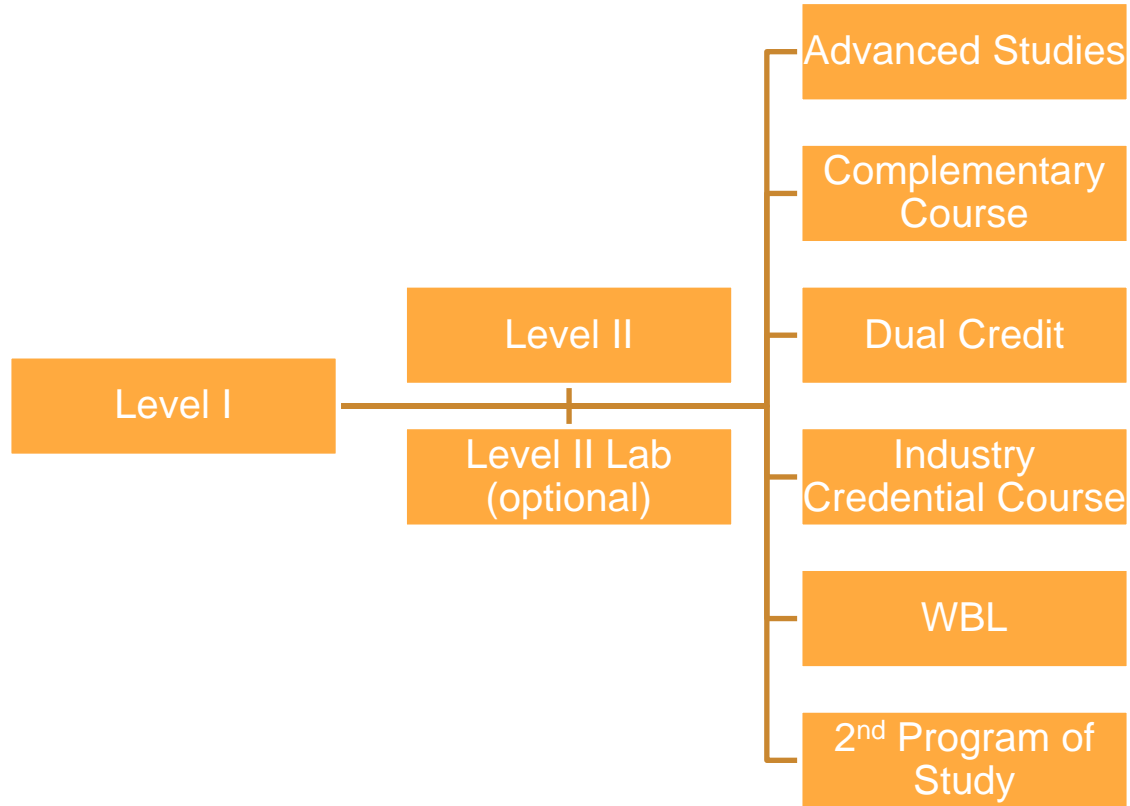 Level I
Level II
Level II Lab
(optional)
Advanced Studies
Complementary
Course
Dual Credit
Industry
Credential Course
WBL
2nd Program of
Study